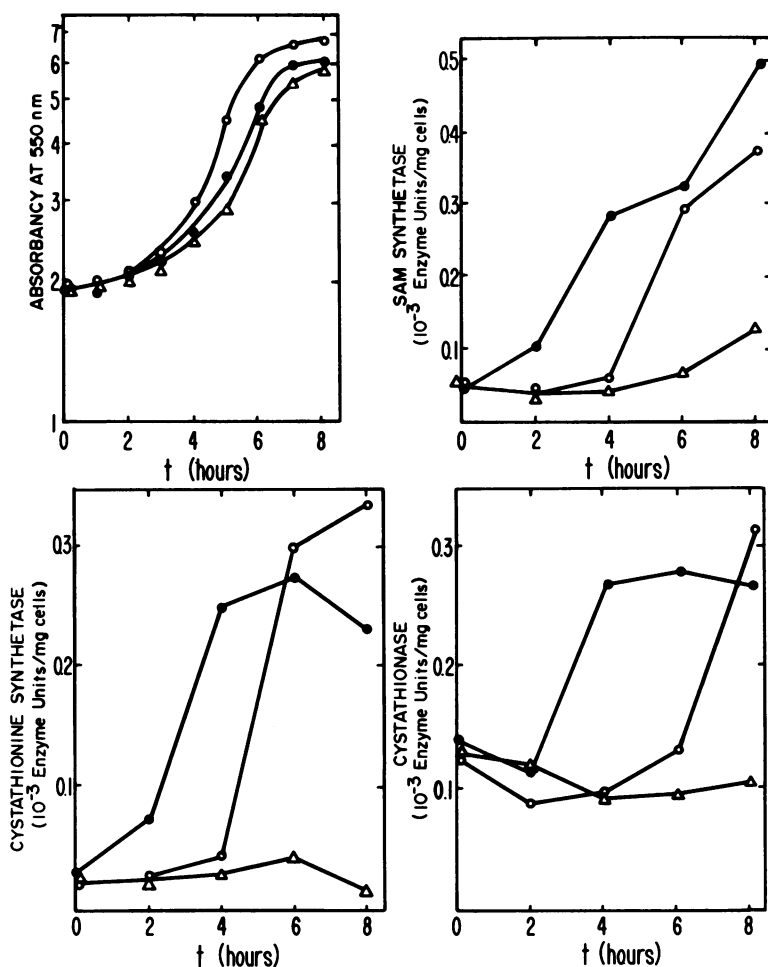 ABSORBANCY AT 550 nm
7
6
5
4
3
2
1
0 2 4 6 8
t (hours)
SAM SYNTHETASE
(10⁻³ Enzyme Units/mg cells)
0.5
0.4
0.3
0.2
0.1
0 2 4 6 8
t (hours)
CYSTATHIONINE SYNTHETASE
(10⁻³ Enzyme Units/mg cells)
0.3
0.2
0.1
0 2 4 6 8
t (hours)
CYSTATHIONASE
(10⁻³ Enzyme Units/mg cells)
0.3
0.2
0.1
0 2 4 6 8
t (hours)